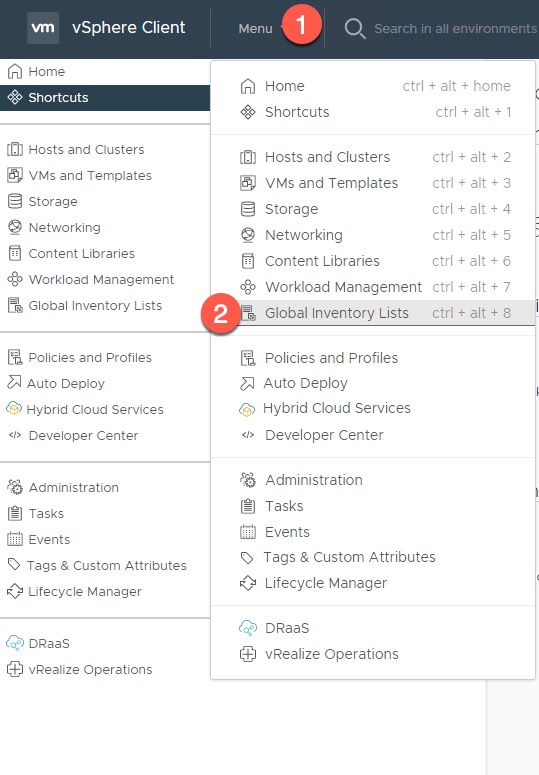 vm vSphere Client Menu 1 Search in all environments
Home
Shortcuts
Hosts and Clusters
VMs and Templates
Storage
Networking
Content Libraries
Workload Management
Global Inventory Lists
Policies and Profiles
Auto Deploy
Hybrid Cloud Services
Developer Center
Administration
Tasks
Events
Tags & Custom Attributes
Lifecycle Manager
DRaaS
vRealize Operations
Home ctrl + alt + home
Shortcuts ctrl + alt + 1
Hosts and Clusters ctrl + alt + 2
VMs and Templates ctrl + alt + 3
Storage ctrl + alt + 4
Networking ctrl + alt + 5
Content Libraries ctrl + alt + 6
Workload Management ctrl + alt + 7
2 Global Inventory Lists ctrl + alt + 8
Policies and Profiles
Auto Deploy
Hybrid Cloud Services
Developer Center
Administration
Tasks
Events
Tags & Custom Attributes
Lifecycle Manager
DRaaS
vRealize Operations